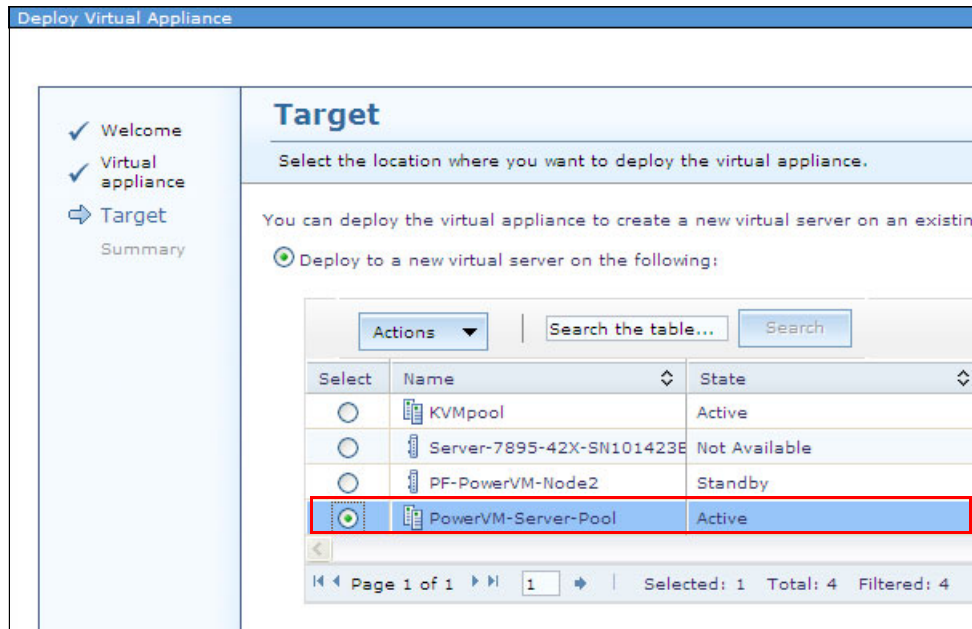 Deploy Virtual Appliance
Welcome
Virtual
appliance
Target
Summary
Target
Select the location where you want to deploy the virtual appliance.
You can deploy the virtual appliance to create a new virtual server on an existin
Deploy to a new virtual server on the following:
Actions Search the table... Search
Select Name State
KVMpool Active
Server-7895-42X-SN101423E Not Available
PF-PowerVM-Node2 Standby
PowerVM-Server-Pool Active
Page 1 of 1 1 Selected: 1 Total: 4 Filtered: 4